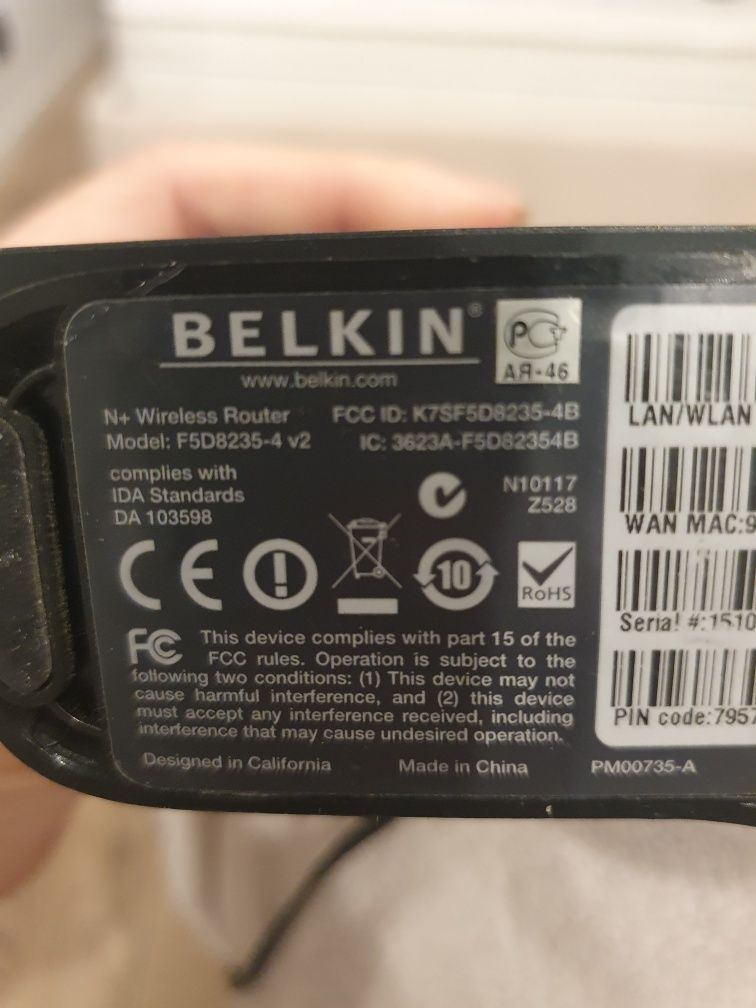 BELKIN®
www.belkin.com
РСТ
АЯ-46
N+ Wireless Router FCC ID: K7SF5D8235-4B
Model: F5D8235-4 v2 IC: 3623A-F5D82354B
complies with
IDA Standards
DA 103598
N10117
Z528
CE
10
RoHS
FC
This device complies with part 15 of the
FCC rules. Operation is subject to the
following two conditions: (1) This device may not
cause harmful interference, and (2) this device
must accept any interference received, including
interference that may cause undesired operation.
Designed in California Made in China PM00735-A
LAN/WLAN
WAN MAC:9
Serial #:1510
PIN code:7957